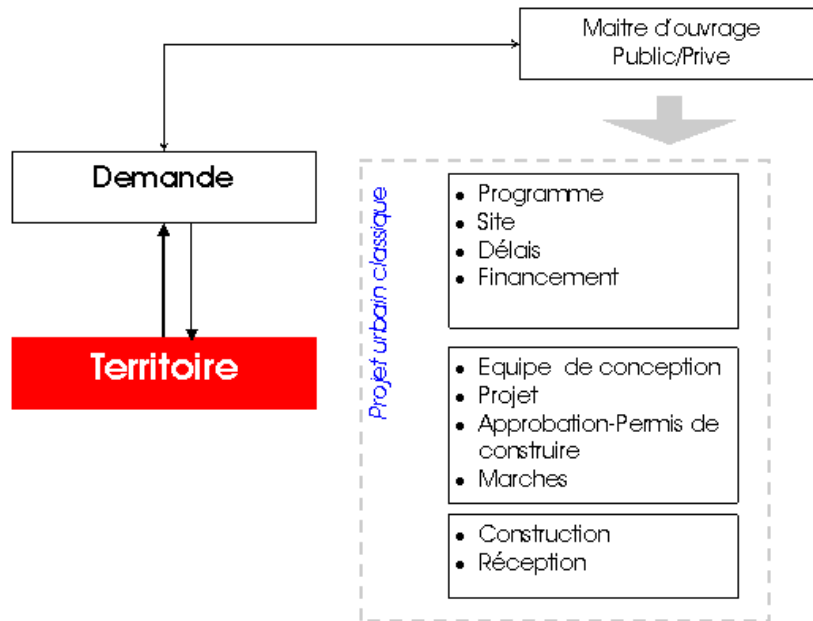 Maitre d'ouvrage
Public/Prive
Demande
Territoire
Projet urbain classique
• Programme
• Site
• Délais
• Financement
• Equipe de conception
• Projet
• Approbation-Permis de
construire
• Marches
• Construction
• Réception